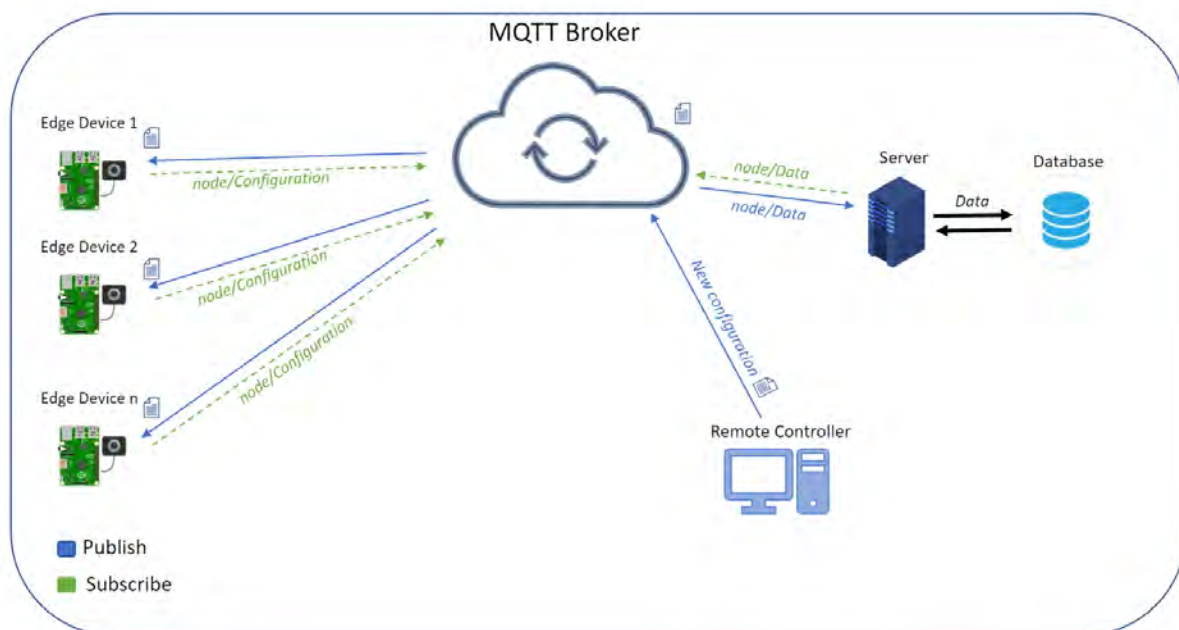 MQTT Broker
Edge Device 1
node/Configuration
Edge Device 2
node/Configuration
Edge Device n
node/Configuration
node/Data
node/Data
Server
Data
Database
New configuration
Remote Controller
Publish
Subscribe